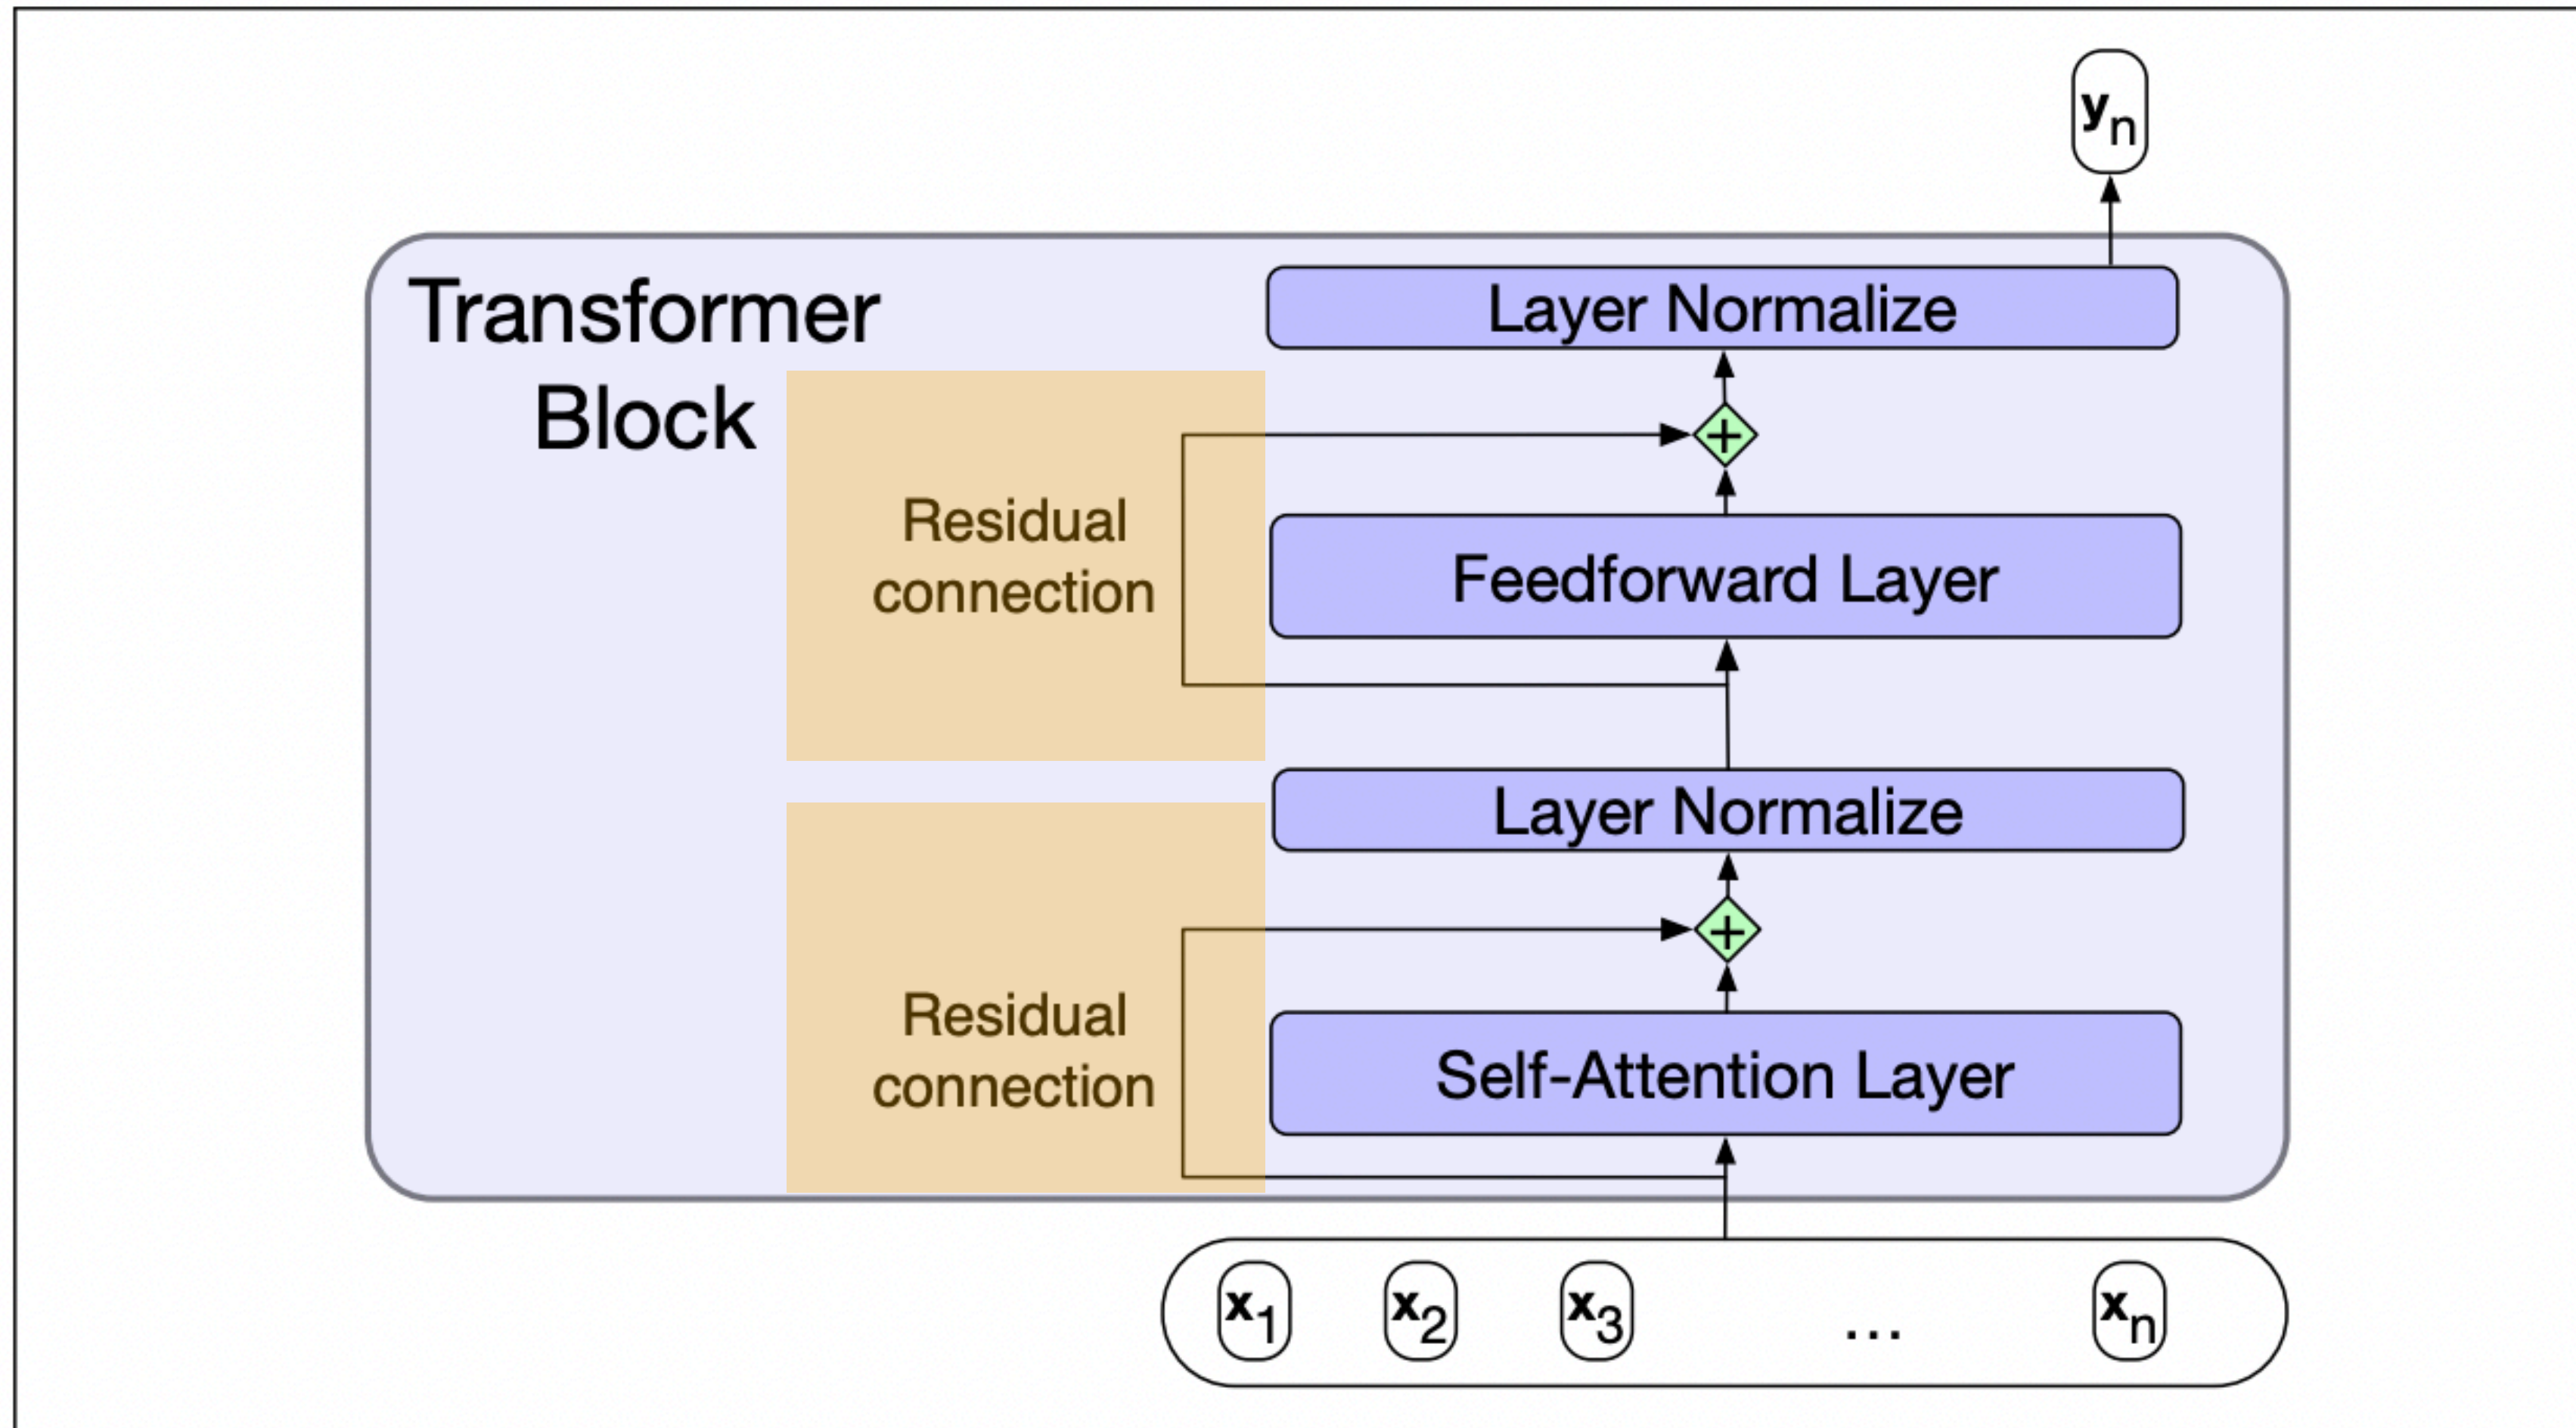 yn
Transformer
Block
Layer Normalize
+
Residual
connection
Feedforward Layer
Layer Normalize
+
Residual
connection
Self-Attention Layer
x1 x2 x3 ... xn